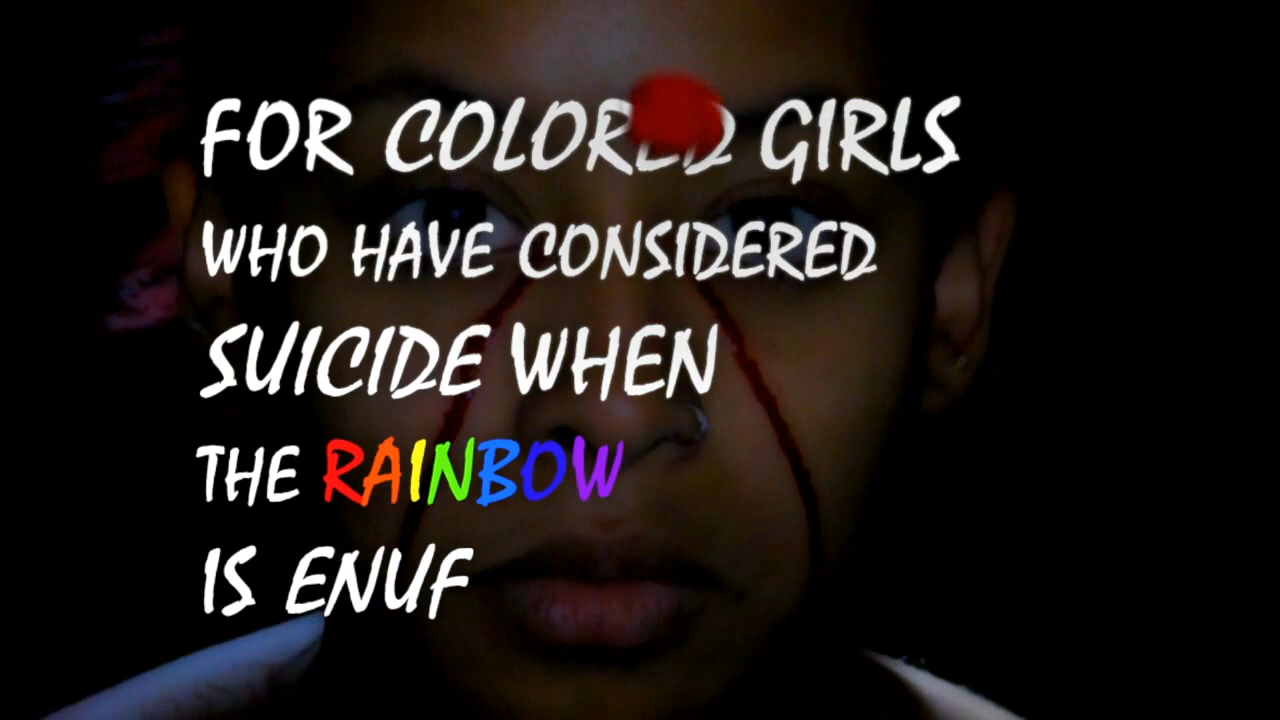 FOR COLORED GIRLS
WHO HAVE CONSIDERED
SUICIDE WHEN
THE RAINBOW
IS ENUF